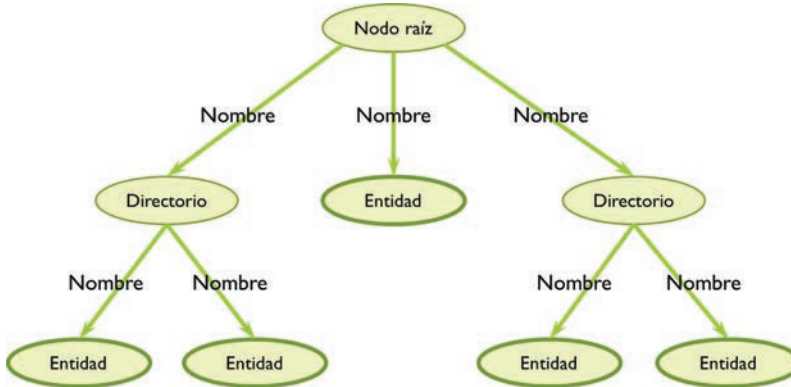 Nodo raíz
Nombre
Nombre
Nombre
Directorio
Entidad
Directorio
Nombre
Nombre
Nombre
Nombre
Entidad
Entidad
Entidad
Entidad